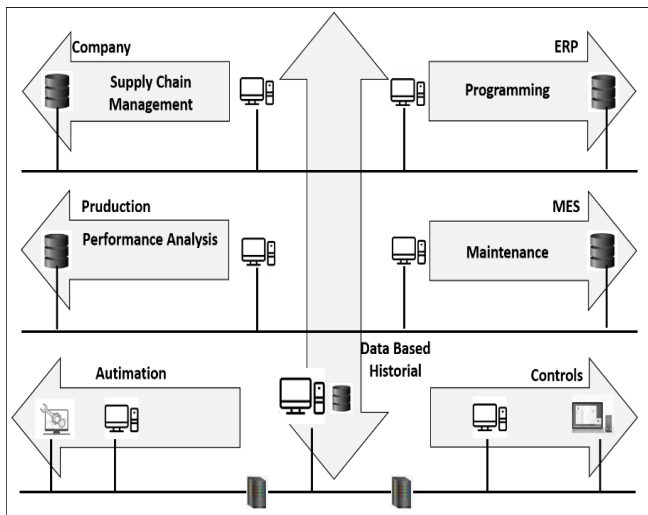 Company
ERP
Supply Chain
Management
Programming
Pruduction
MES
Performance Analysis
Maintenance
Data Based
Historial
Autimation
Controls